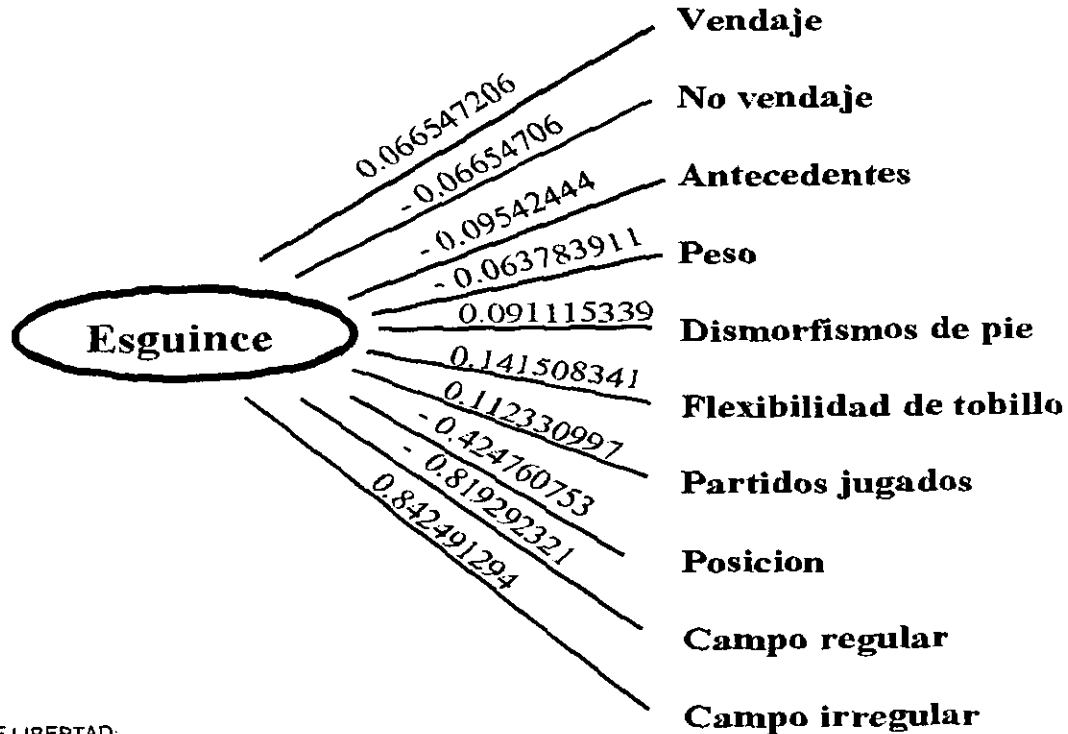 Vendaje
0.066547206
No vendaje
- 0.06654706
Antecedentes
- 0.09542444
Peso
- 0.063783911
Dismorfismos de pie
0.091115339
Esguince
Flexibilidad de tobillo
0.141508341
Partidos jugados
0.112330997
Posicion
- 0.424760753
Campo regular
- 0.819292321
Campo irregular
0.842491294
LIBERTAD: